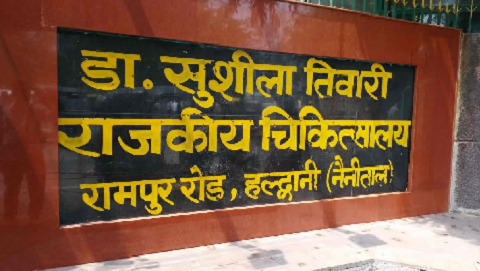 डा. सुशीला तिवारी
राजकीय चिकित्सालय
रामपुर रोड, हल्द्वानी (नैनीताल)